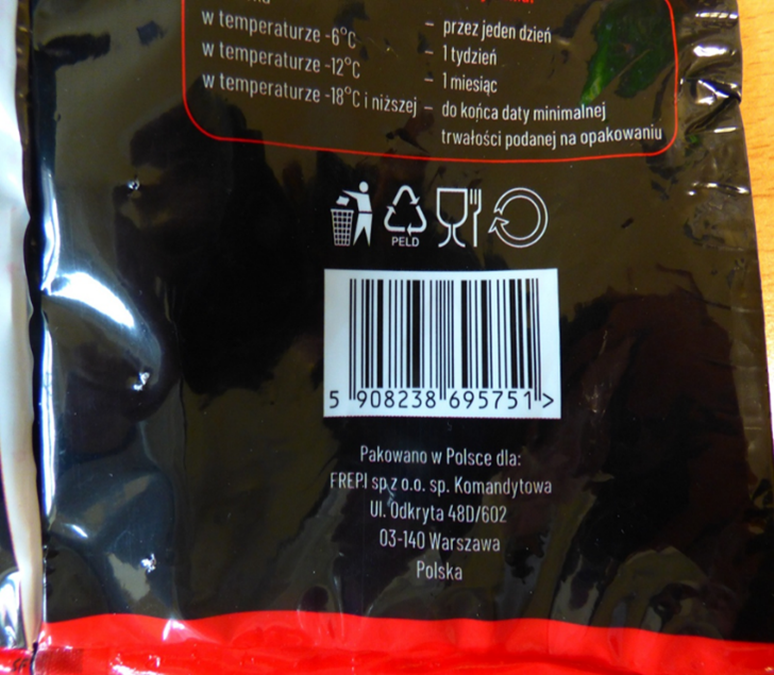 w temperaturze -6°C – przez jeden dzień
w temperaturze -12°C – 1 tydzień
w temperaturze -18°C i niższej – 1 miesiąc
– do końca daty minimalnej
trwałości podanej na opakowaniu
PELD
5 908238 695751 >
Pakowano w Polsce dla:
FREPI sp z o.o. sp. Komandytowa
Ul. Odkryta 48D/602
03-140 Warszawa
Polska